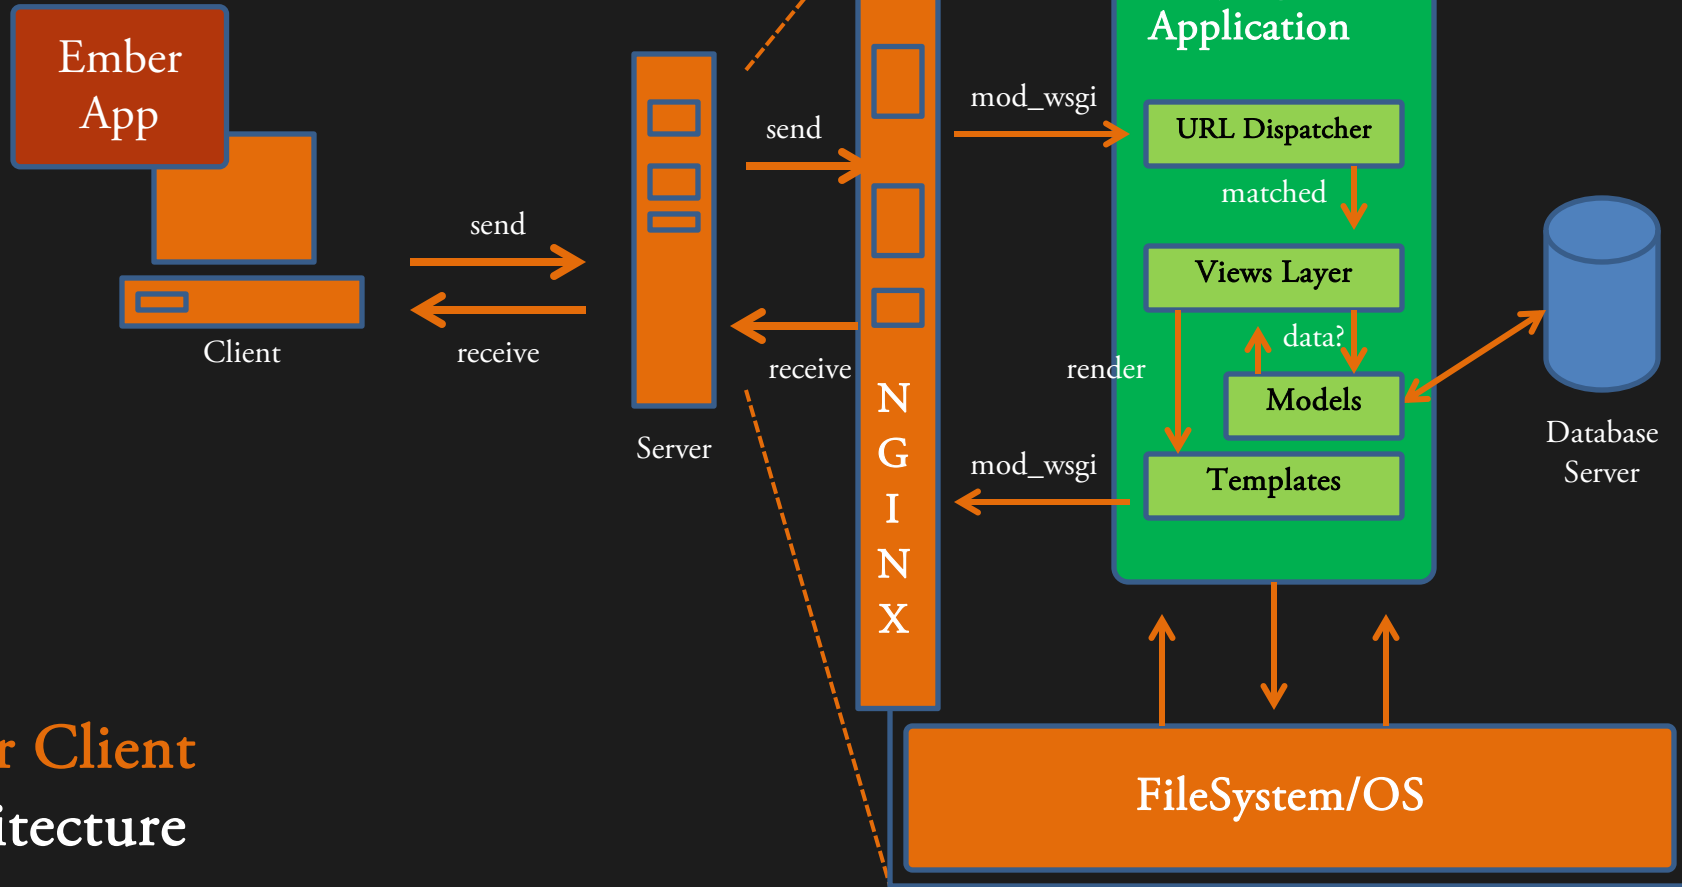 Ember
App
Application
mod_wsgi
URL Dispatcher
send
matched
send
Views Layer
data?
Client
receive
receive
render
Models
N
G
I
N
X
Server
mod_wsgi
Templates
Database
Server
Client
FileSystem/OS
itecture